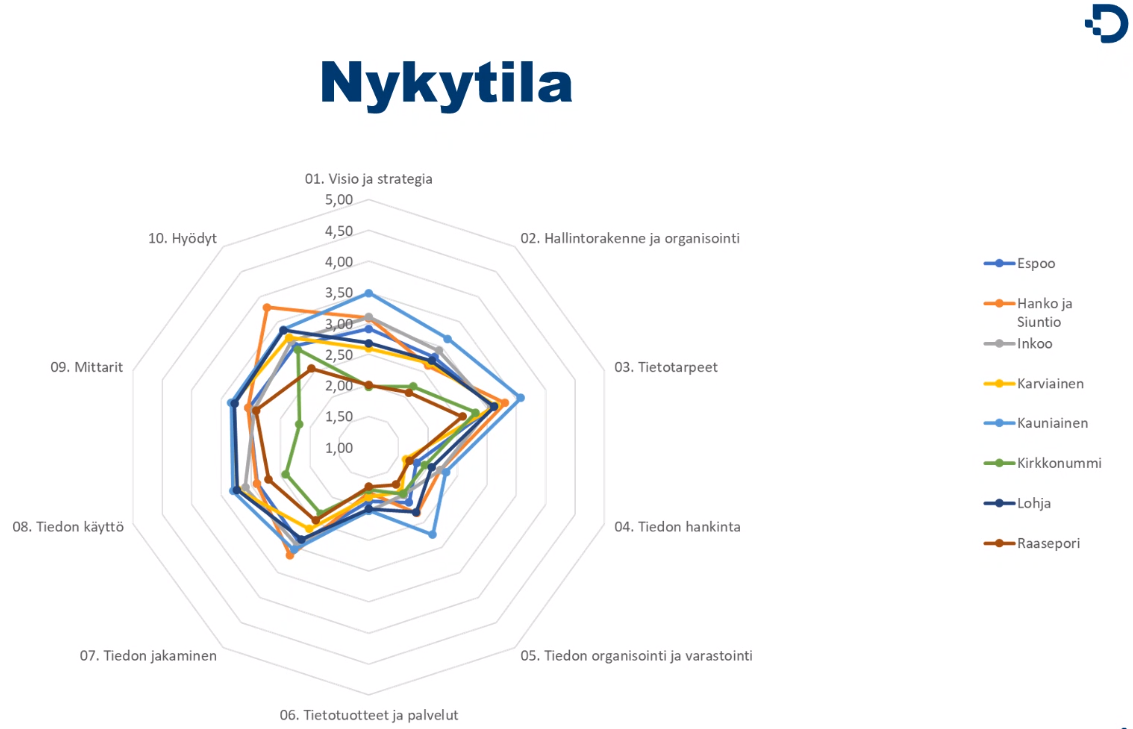 Nykytila
01. Visio ja strategia
5,00
4,50
4,00
3,50
3,00
2,50
2,00
1,50
1,00
02. Hallintorakenne ja organisointi
03. Tietotarpeet
04. Tiedon hankinta
05. Tiedon organisointi ja varastointi
06. Tietotuotteet ja palvelut
07. Tiedon jakaminen
08. Tiedon käyttö
09. Mittarit
10. Hyödyt
Espoo
Hanko ja
Siuntio
Inkoo
Karviainen
Kauniainen
Kirkkonummi
Lohja
Raasepori